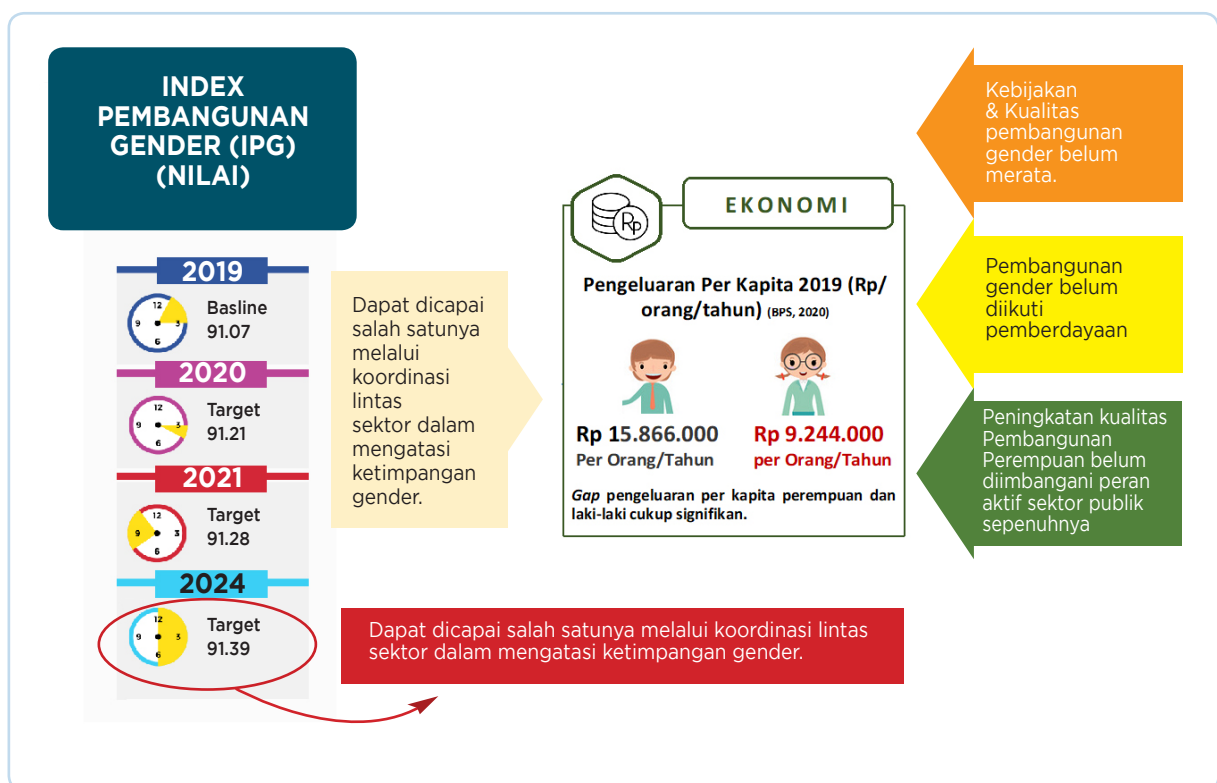 INDEX
PEMBANGUNAN
GENDER (IPG)
(NILAI)
2019
12
9
3
6
Basline
91.07
2020
12
9
3
6
Target
91.21
2021
12
9
3
6
Target
91.28
2024
12
9
3
6
Target
91.39
Dapat dicapai
salah satunya
melalui
koordinasi
lintas
sektor dalam
mengatasi
ketimpangan
gender.
Rp
EKONOMI
Pengeluaran Per Kapita 2019 (Rp/
orang/tahun) (BPS, 2020)
Rp 15.866.000
Per Orang/Tahun
Rp 9.244.000
per Orang/Tahun
Gap pengeluaran per kapita perempuan dan
laki-laki cukup signifikan.
Kebijakan
& Kualitas
pembangunan
gender belum
merata.
Pembangunan
gender belum
diikuti
pemberdayaan
Peningkatan kualitas
Pembangunan
Perempuan belum
diimbangani peran
aktif sektor publik
sepenuhnya
Dapat dicapai salah satunya melalui koordinasi lintas
sektor dalam mengatasi ketimpangan gender.